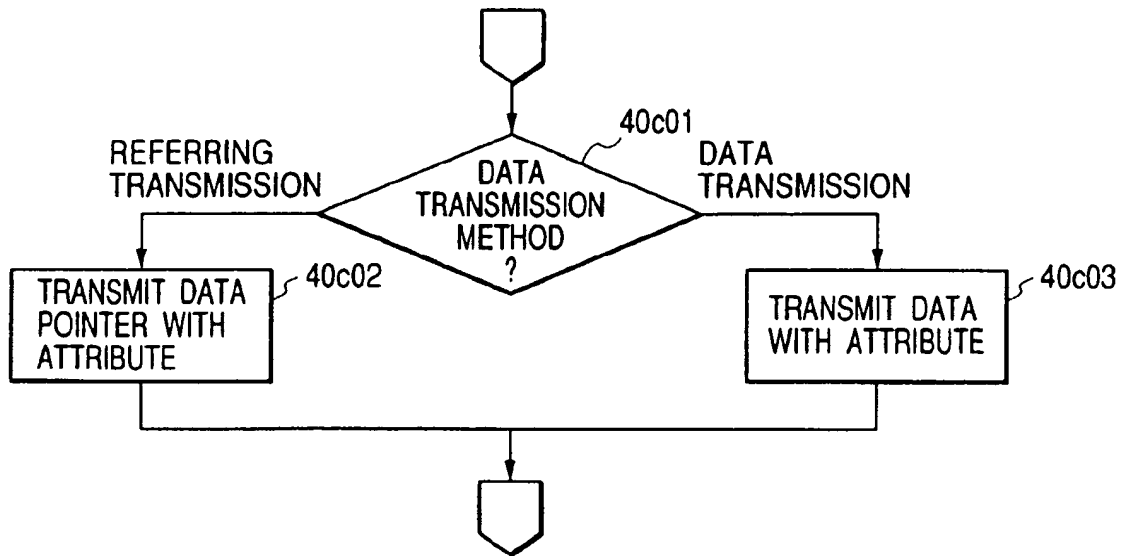 40c01
REFERRING
TRANSMISSION
DATA
TRANSMISSION
METHOD
?
DATA
TRANSMISSION
TRANSMIT DATA
POINTER WITH
ATTRIBUTE
40c02
TRANSMIT DATA
WITH ATTRIBUTE
40c03